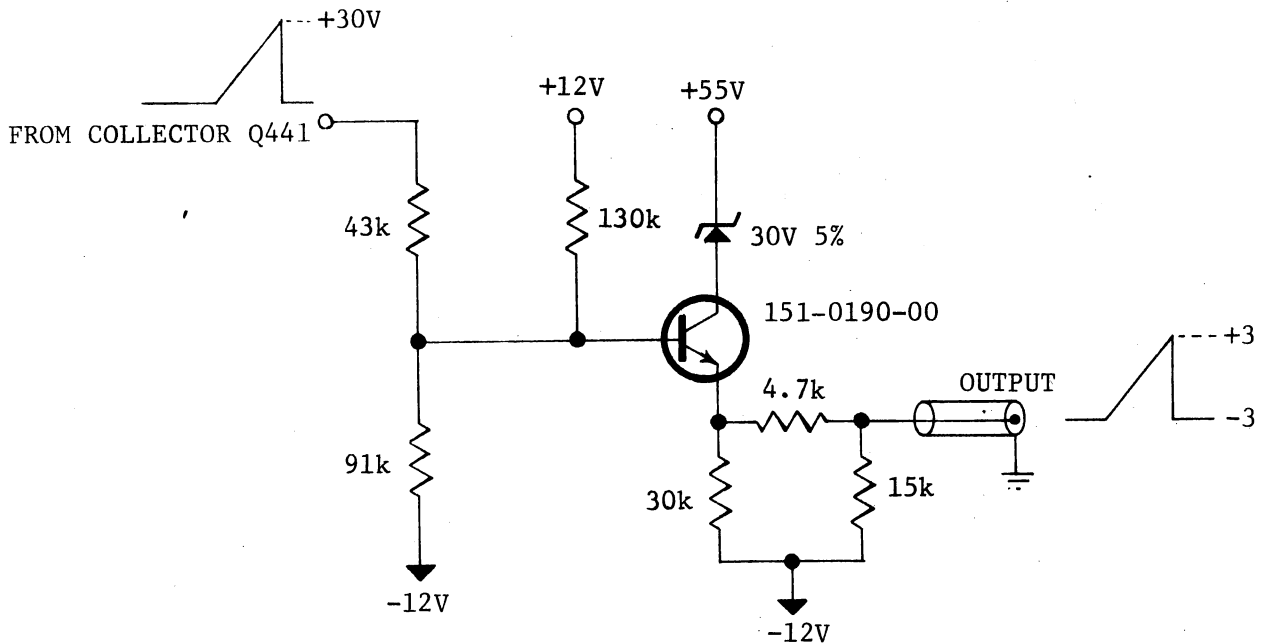 +30V
FROM COLLECTOR Q441
+12V
+55V
43k
130k
30V 5%
151-0190-00
+3
4.7k
OUTPUT
-3
91k
30k
15k
-12V
-12V